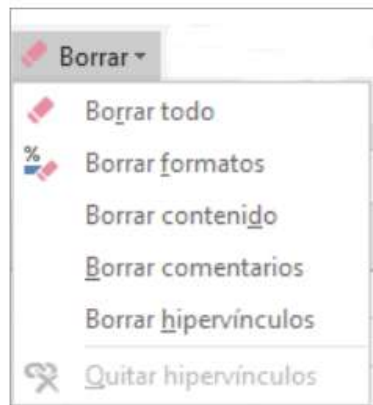 Borrar
Borrar todo
% Borrar formatos
Borrar contenido
Borrar comentarios
Borrar hipervínculos
Quitar hipervínculos